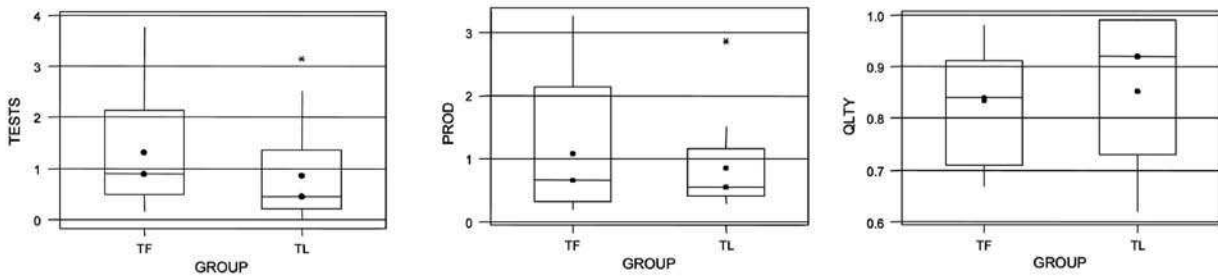 TESTS
4
3
2
1
0
TF
TL
GROUP
PROD
3
2
1
0
TF
TL
GROUP
QLTY
1.0
0.9
0.8
0.7
0.6
TF
TL
GROUP